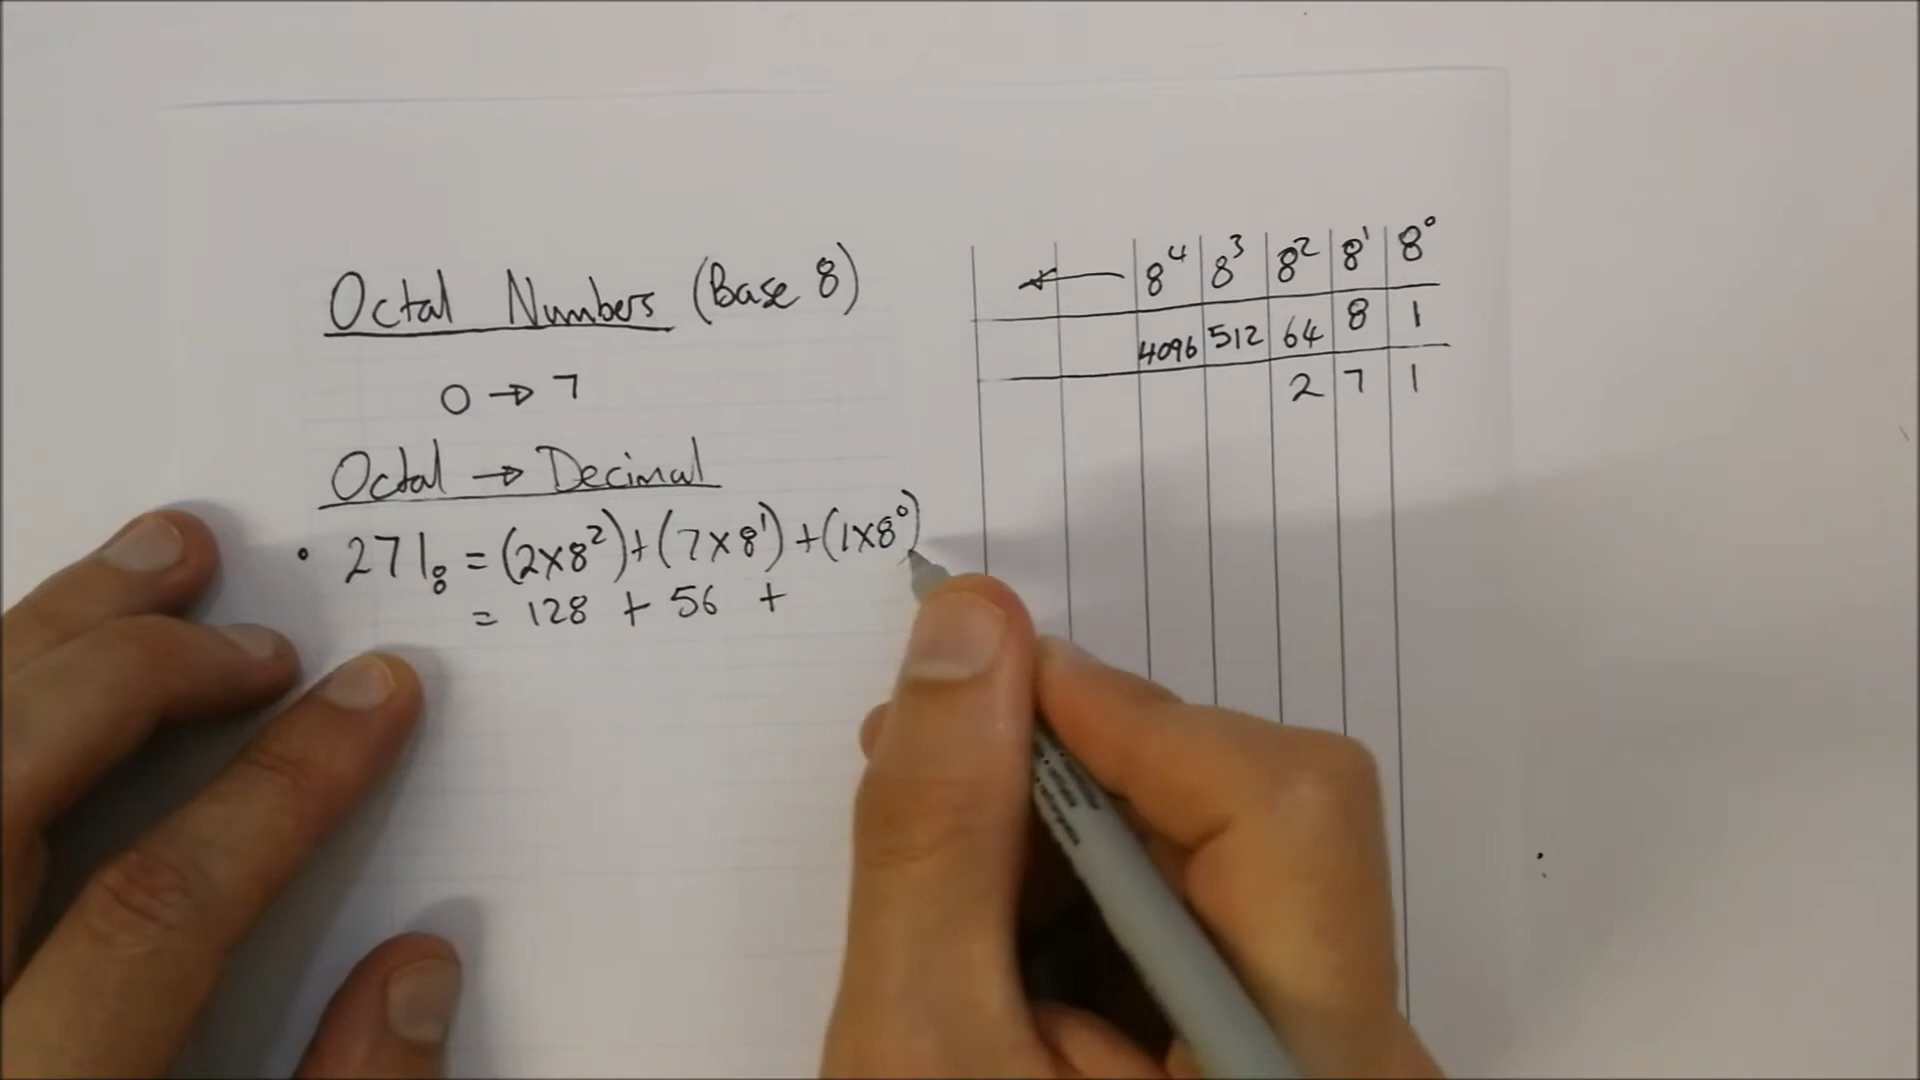 Octal Numbers (Base 8)
0 → 7
Octal → Decimal
• 271₈ = (2×8²)+(7×8¹)+(1×8⁰)
= 128 + 56 +
← 8⁴ 8³ 8² 8¹ 8⁰
4096 512 64 8 1
2 7 1